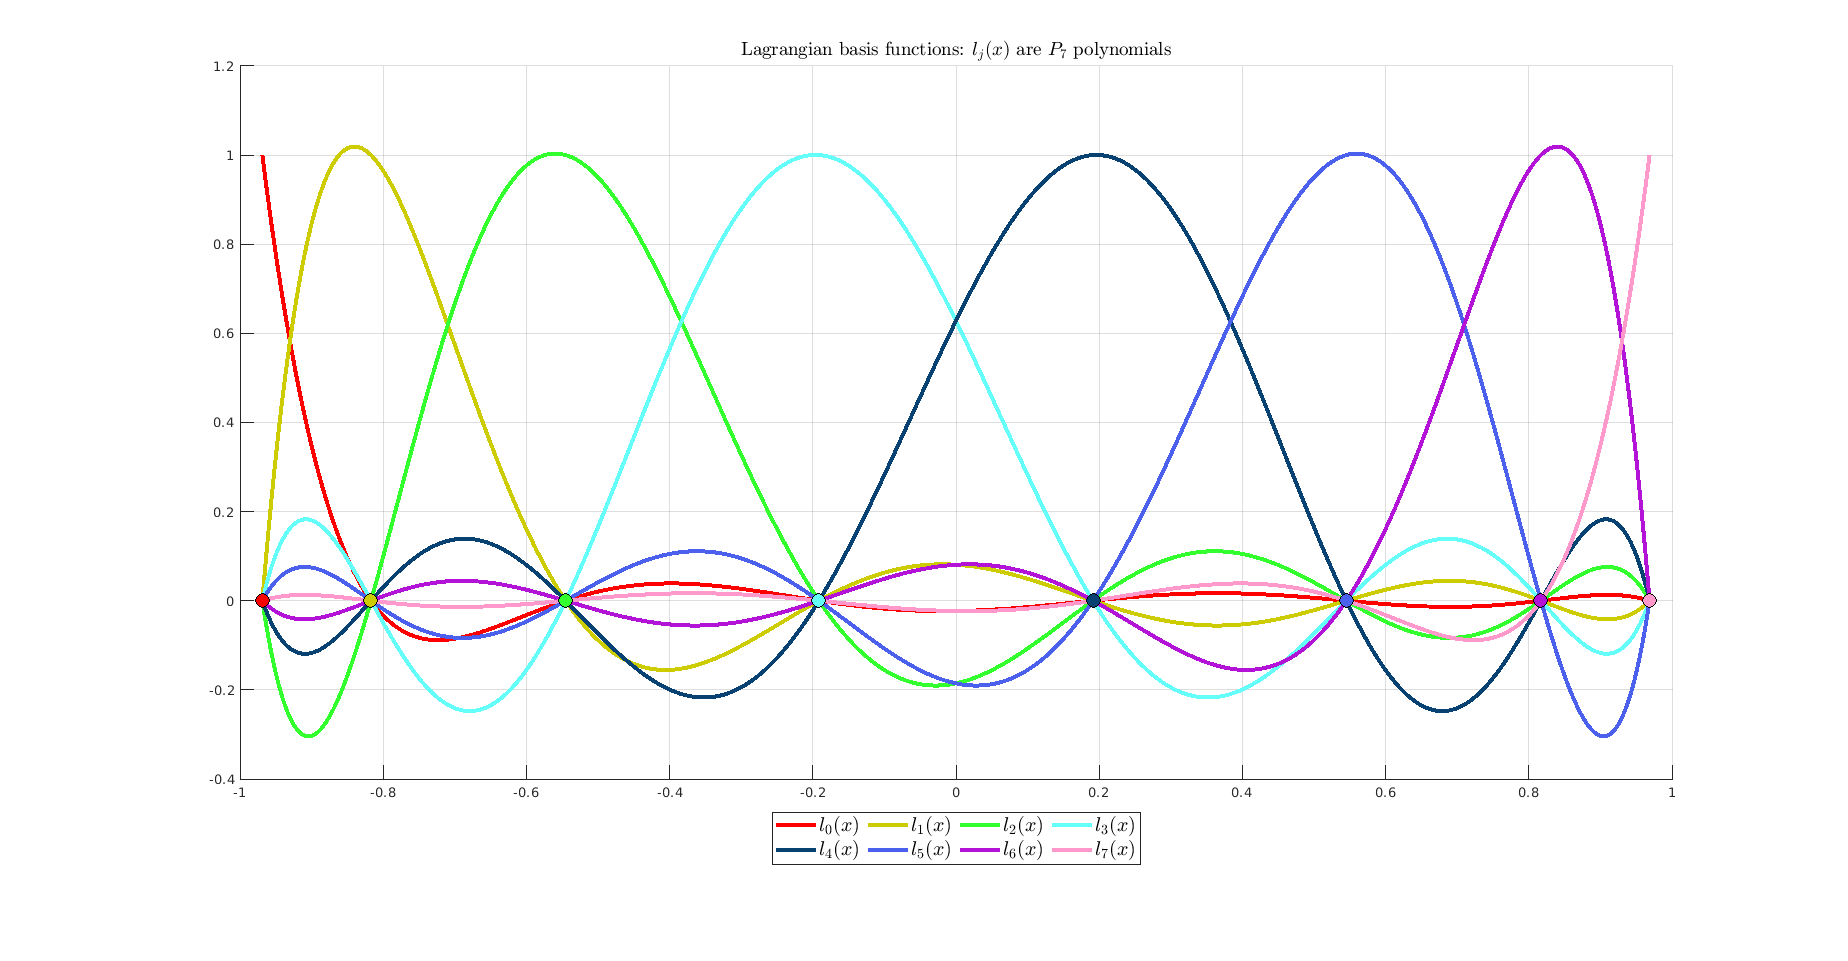 Lagrangian basis functions: l_j(x) are P_7 polynomials
1.2
1
0.8
0.6
0.4
0.2
0
-0.2
-0.4
-1 -0.8 -0.6 -0.4 -0.2 0 0.2 0.4 0.6 0.8 1
l_0(x) l_1(x) l_2(x) l_3(x)
l_4(x) l_5(x) l_6(x) l_7(x)